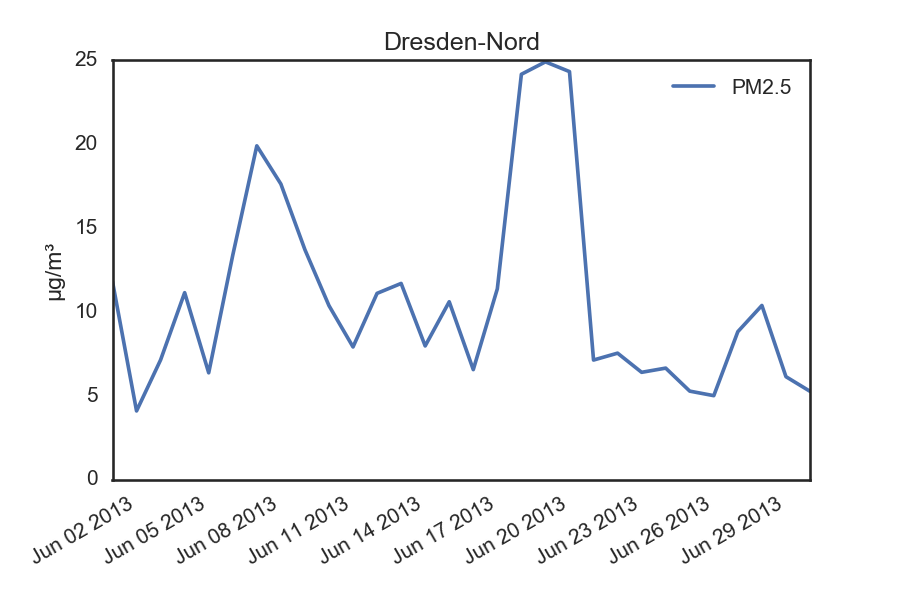 Dresden-Nord
25
20
15
10
5
0
µg/m³
PM2.5
Jun 02 2013
Jun 05 2013
Jun 08 2013
Jun 11 2013
Jun 14 2013
Jun 17 2013
Jun 20 2013
Jun 23 2013
Jun 26 2013
Jun 29 2013